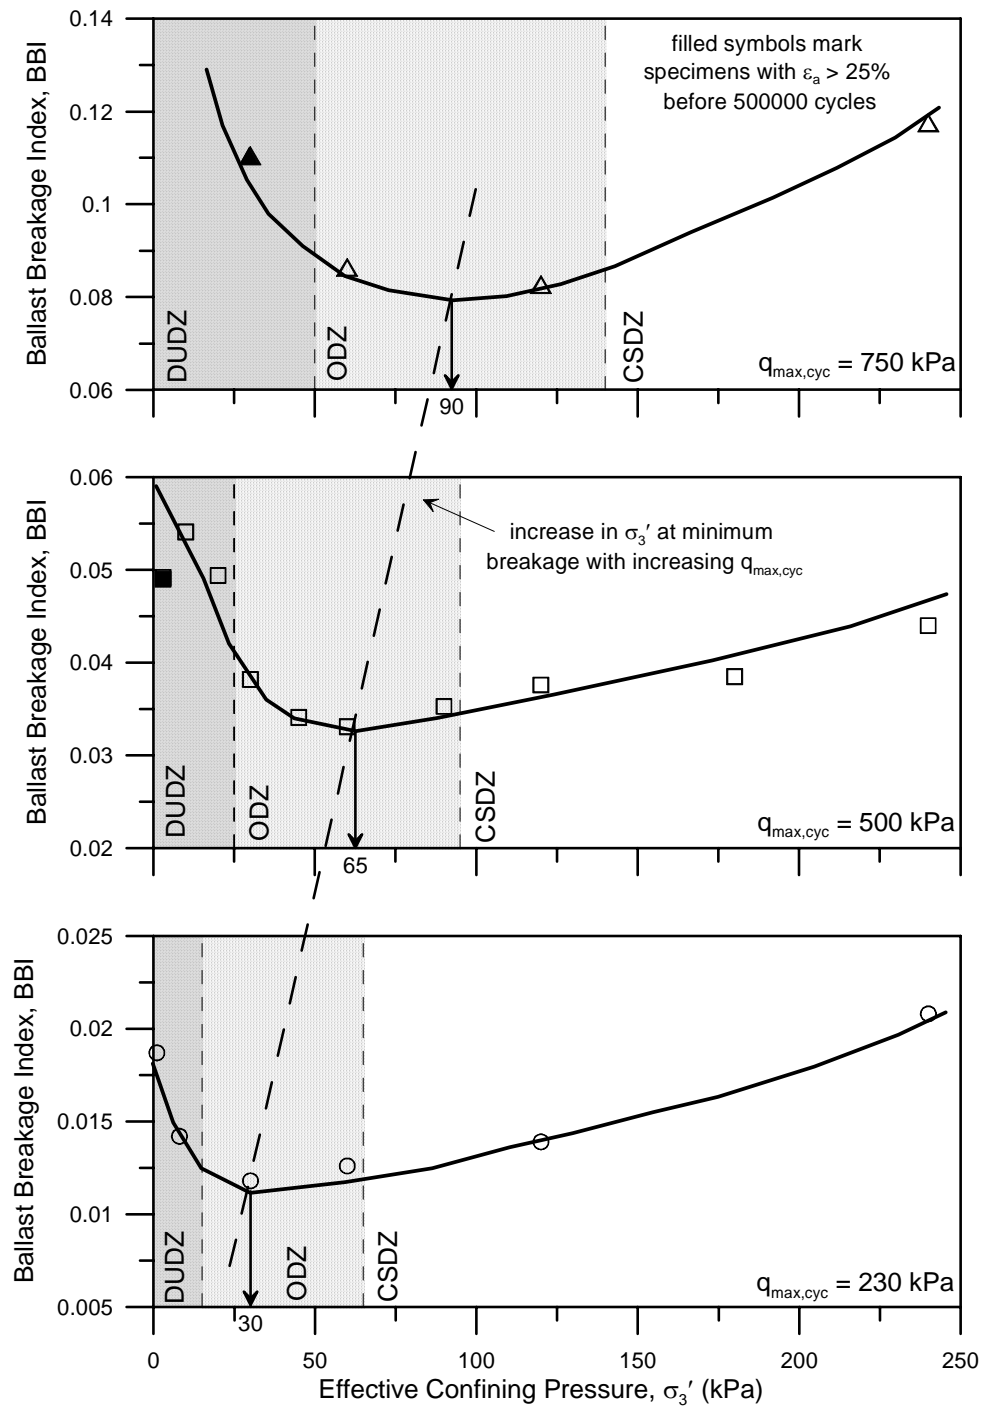 0.14
0.12
0.1
0.08
0.06
Ballast Breakage Index, BBI
filled symbols mark
specimens with εₐ > 25%
before 500000 cycles
DUDZ
ODZ
CSDZ
q_max,cyc = 750 kPa
90
0.06
0.05
0.04
0.03
0.02
Ballast Breakage Index, BBI
increase in σ₃′ at minimum
breakage with increasing q_max,cyc
DUDZ
ODZ
CSDZ
q_max,cyc = 500 kPa
65
0.025
0.02
0.015
0.01
0.005
Ballast Breakage Index, BBI
DUDZ
ODZ
CSDZ
q_max,cyc = 230 kPa
30
0 50 100 150 200 250
Effective Confining Pressure, σ₃′ (kPa)